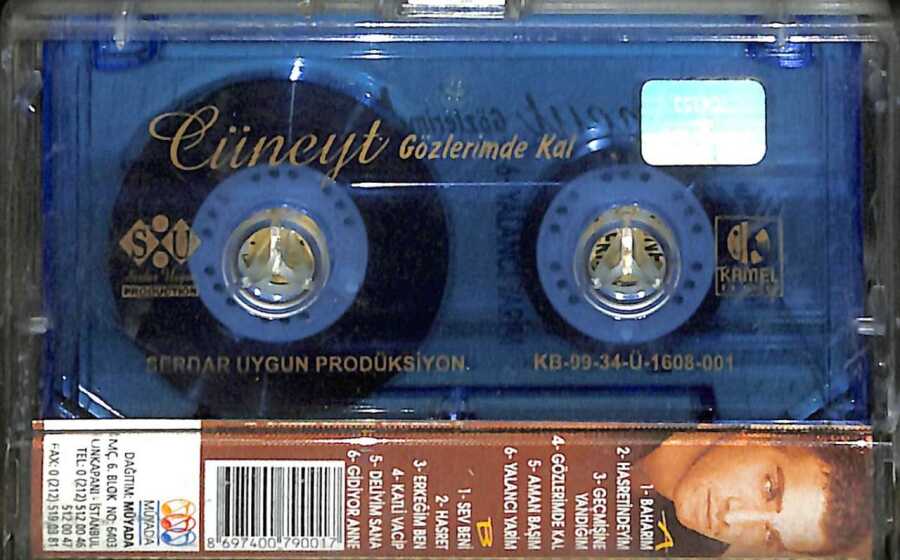 Cüneyt Gözlerimde Kal
S U
PRODUCTION
KAMEL
SERDAR UYGUN PRODÜKSİYON.
KB-99-34-Ü-1608-001
A
1- BAHARIM
2- HASRETİNDEYİM
3- GEÇMİŞİNE
YANDIĞIM
4- GÖZLERİMDE KAL
5- AMAN BAŞIM
6- YALANCI YARİM
B
1- SEV BENİ
2- HASRET
3- ERKEĞİM BEN
4- KATLİ VACİP
5- DELİYİM SANA
6- GİDİYOR ANNE
8 697400 790017
MÜYADA
DAĞITIM: MÜYADA
İMÇ. 6. BLOK NO: 6403
UNKAPANI - İSTANBUL
TEL: 0 (212) 512 80 46
512 80 47
FAX: 0 (212) 519 80 81